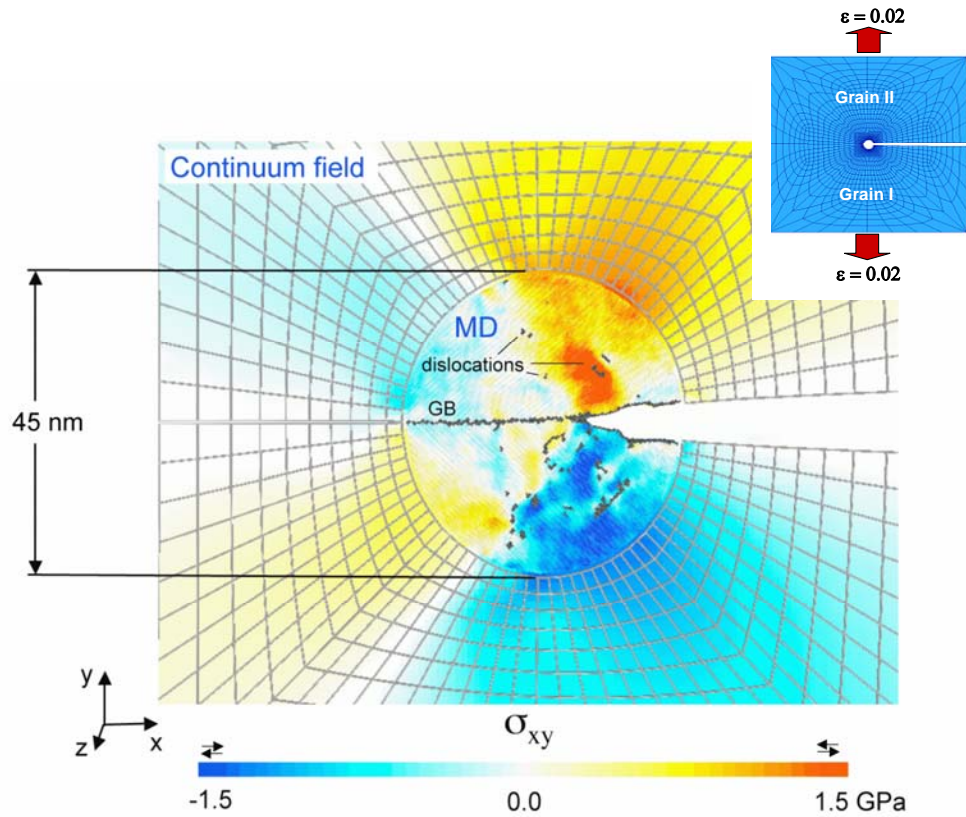 ε = 0.02
Grain II
Grain I
ε = 0.02
Continuum field
MD
dislocations
GB
45 nm
y
z
x
σxy
-1.5
0.0
1.5 GPa